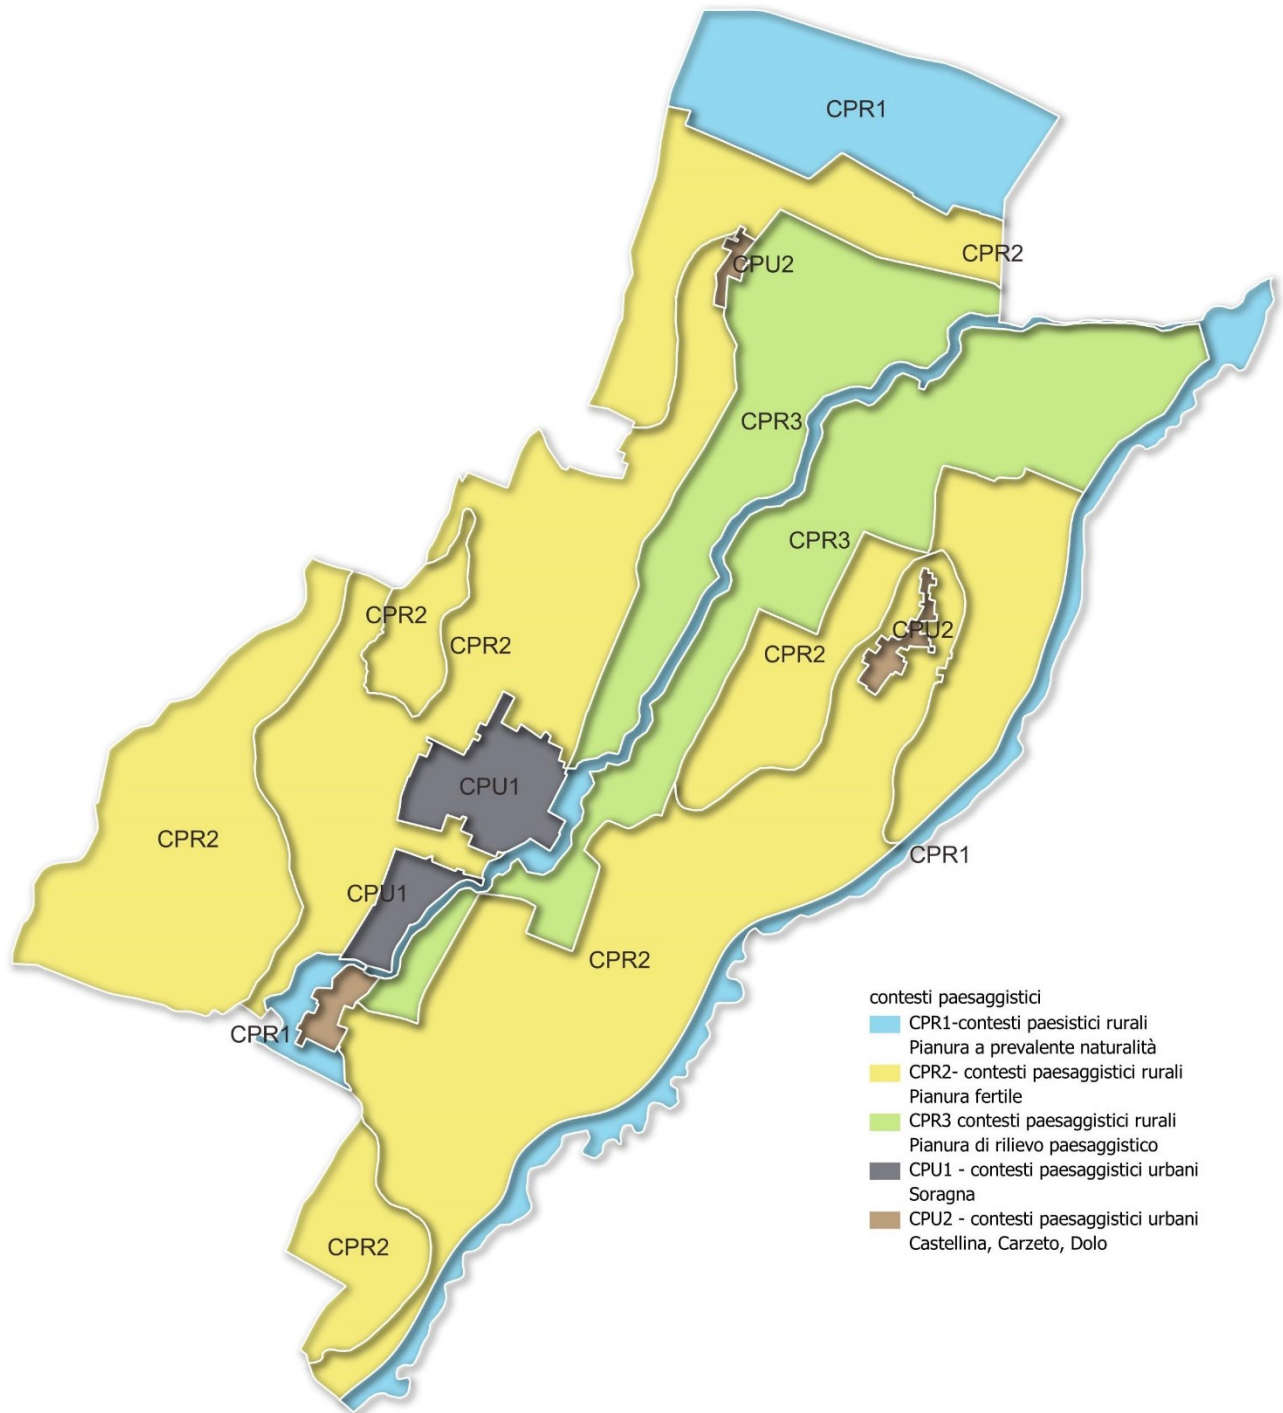 CPR1
CPR2
CPU2
CPR3
CPR3
CPR2
CPR2
CPU2
CPR2
CPU1
CPR2
CPR1
CPU1
CPR2
CPR1
CPR2
contesti paesaggistici
CPR1-contesti paesistici rurali
Pianura a prevalente naturalità
CPR2- contesti paesaggistici rurali
Pianura fertile
CPR3 contesti paesaggistici rurali
Pianura di rilievo paesaggistico
CPU1 - contesti paesaggistici urbani
Soragna
CPU2 - contesti paesaggistici urbani
Castellina, Carzeto, Dolo